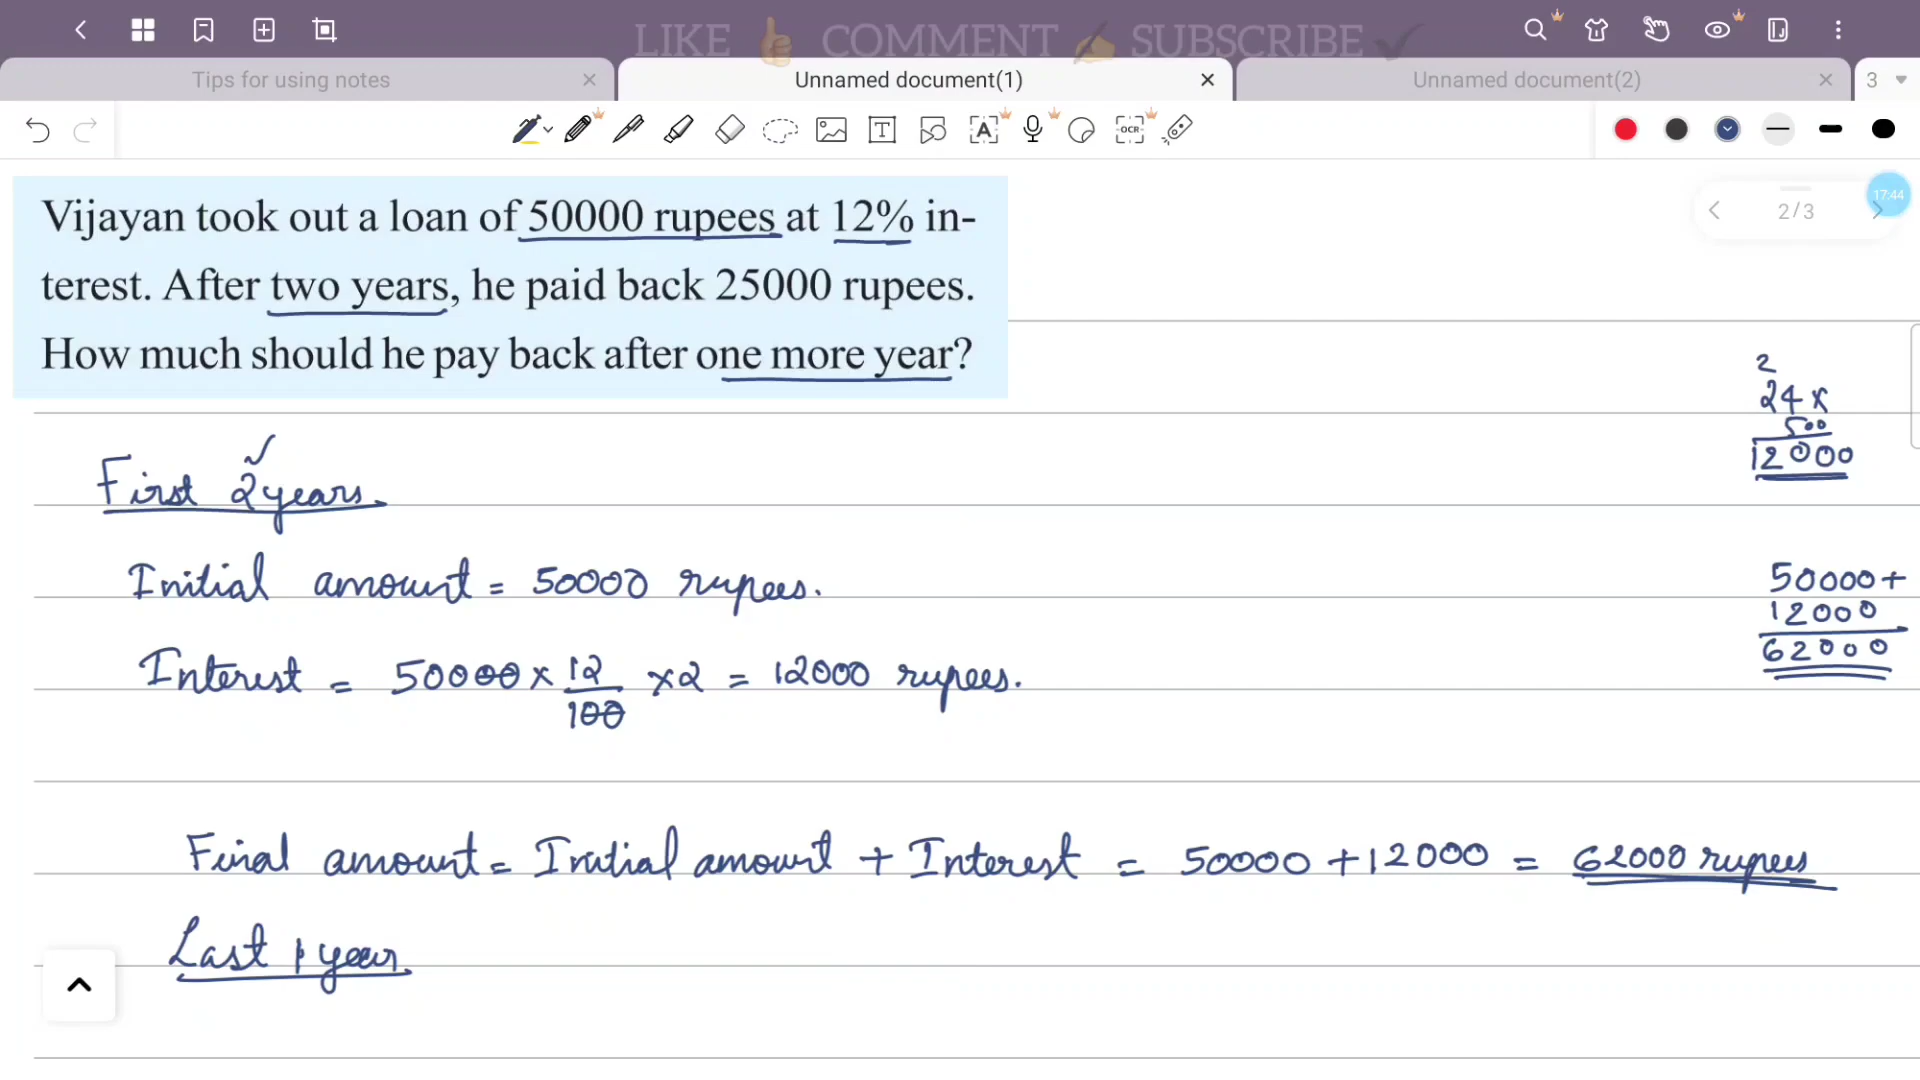 LIKE COMMENT SUBSCRIBE
Tips for using notes
Unnamed document(1)
Unnamed document(2)
3
T
A
OCR
17:44
2/3
Vijayan took out a loan of 50000 rupees at 12% in-
terest. After two years, he paid back 25000 rupees.
How much should he pay back after one more year?
2
24 x
500
12000
First 2 years.
Initial amount = 50000 rupees.
50000 +
12000
62000
Interest = 50000 x 12/100 x 2 = 12000 rupees.
Final amount = Initial amount + Interest = 50000 + 12000 = 62000 rupees
Last 1 year.